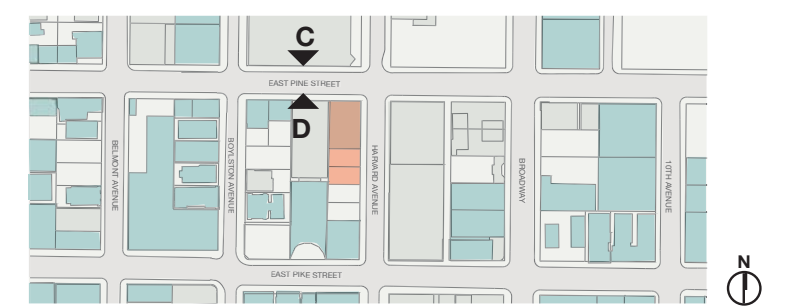 C
EAST PINE STREET
D
BELMONT AVENUE
BOYLSTON AVENUE
HARVARD AVENUE
BROADWAY
10TH AVENUE
EAST PIKE STREET
N